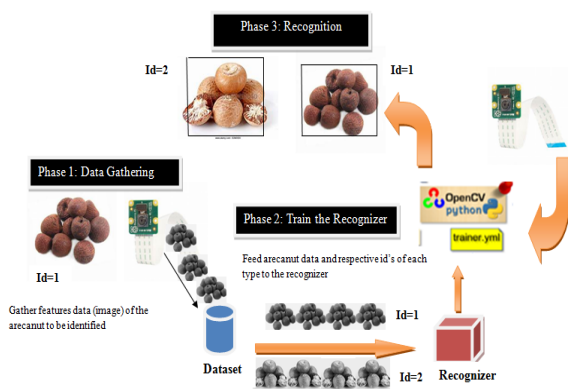 Phase 3: Recognition
Id=2
Id=1
Phase 1: Data Gathering
Id=1
Gather features data (image) of the
arecanut to be identified
Phase 2: Train the Recognizer
Feed arecanut data and respective id's of each
type to the recognizer
OpenCV
python
trainer.yml
Id=1
Id=2
Dataset
Recognizer